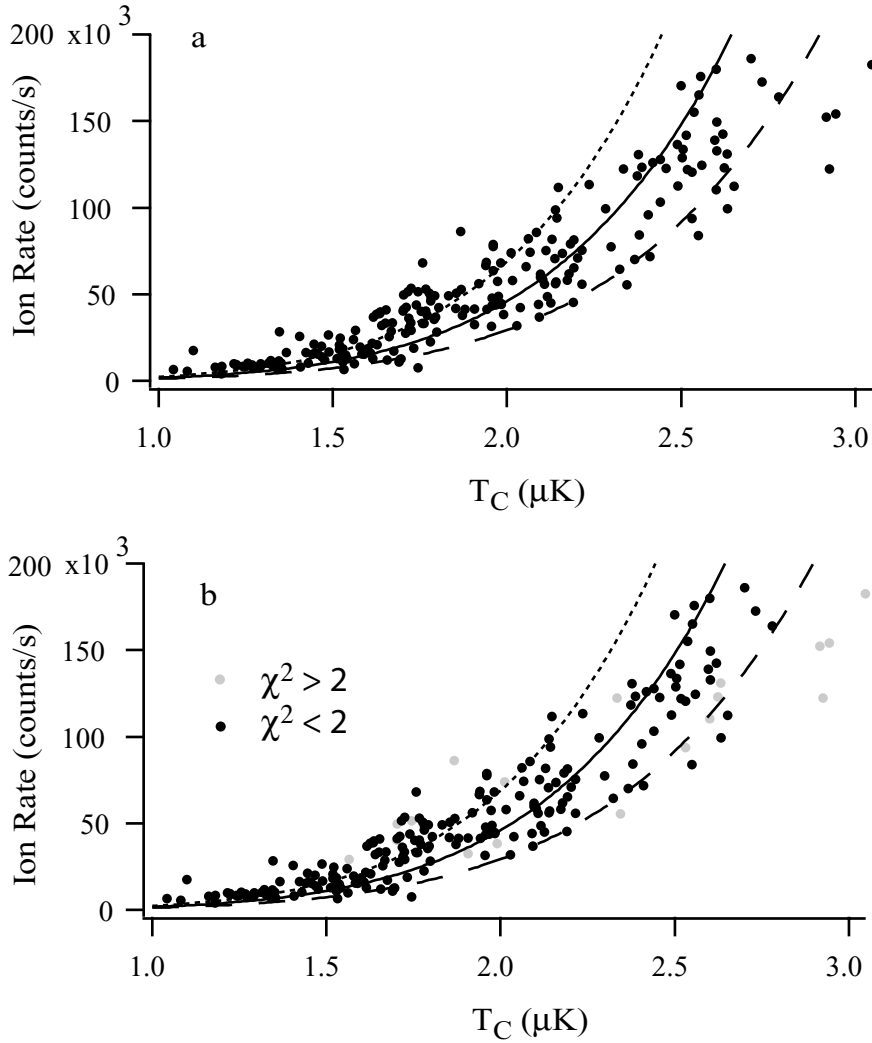 200 x10 3
a
150
100
50
0
Ion Rate (counts/s)
1.0 1.5 2.0 2.5 3.0
T_C (μK)
200 x10 3
b
150
χ² > 2
χ² < 2
100
50
0
Ion Rate (counts/s)
1.0 1.5 2.0 2.5 3.0
T_C (μK)